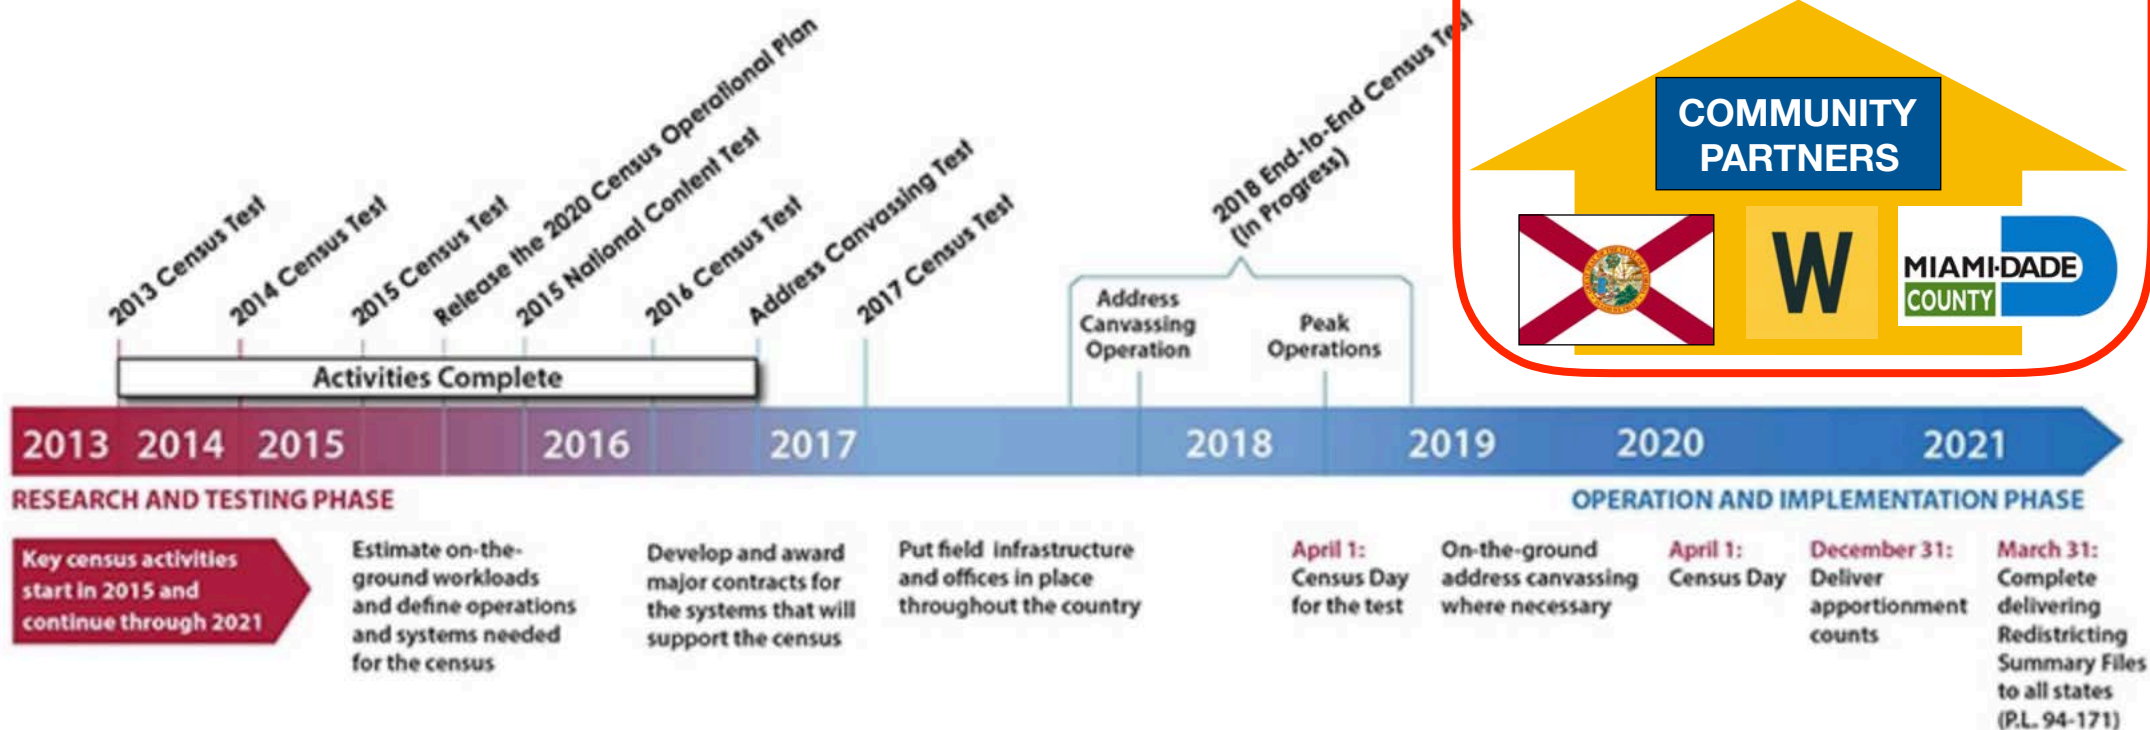 2013 Census Test
2014 Census Test
2015 Census Test
Release the 2020 Census Operational Plan
2015 National Content Test
2016 Census Test
Address Canvassing Test
2017 Census Test
2018 End-to-End Census Test
(In Progress)
COMMUNITY
PARTNERS
W
MIAMI-DADE
COUNTY
Address
Canvassing
Operation
Peak
Operations
Activities Complete
2013
2014
2015
2016
2017
2018
2019
2020
2021
RESEARCH AND TESTING PHASE
OPERATION AND IMPLEMENTATION PHASE
Key census activities
start in 2015 and
continue through 2021
Estimate on-the-
ground workloads
and define operations
and systems needed
for the census
Develop and award
major contracts for
the systems that will
support the census
Put field infrastructure
and offices in place
throughout the country
April 1:
Census Day
for the test
On-the-ground
address canvassing
where necessary
April 1:
Census Day
December 31:
Deliver
apportionment
counts
March 31:
Complete
delivering
Redistricting
Summary Files
to all states
(P.L. 94-171)